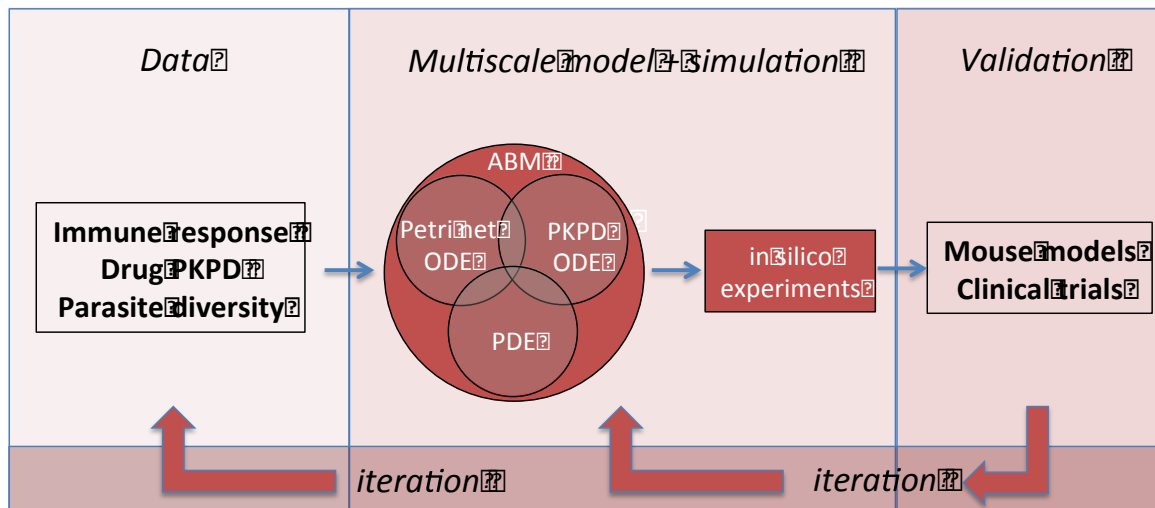 Data
Multiscale model + simulation
Validation
ABM
Petri net
ODE
PKPD
ODE
PDE
Immune response
Drug PKPD
Parasite diversity
in silico
experiments
Mouse models
Clinical trials
iteration
iteration